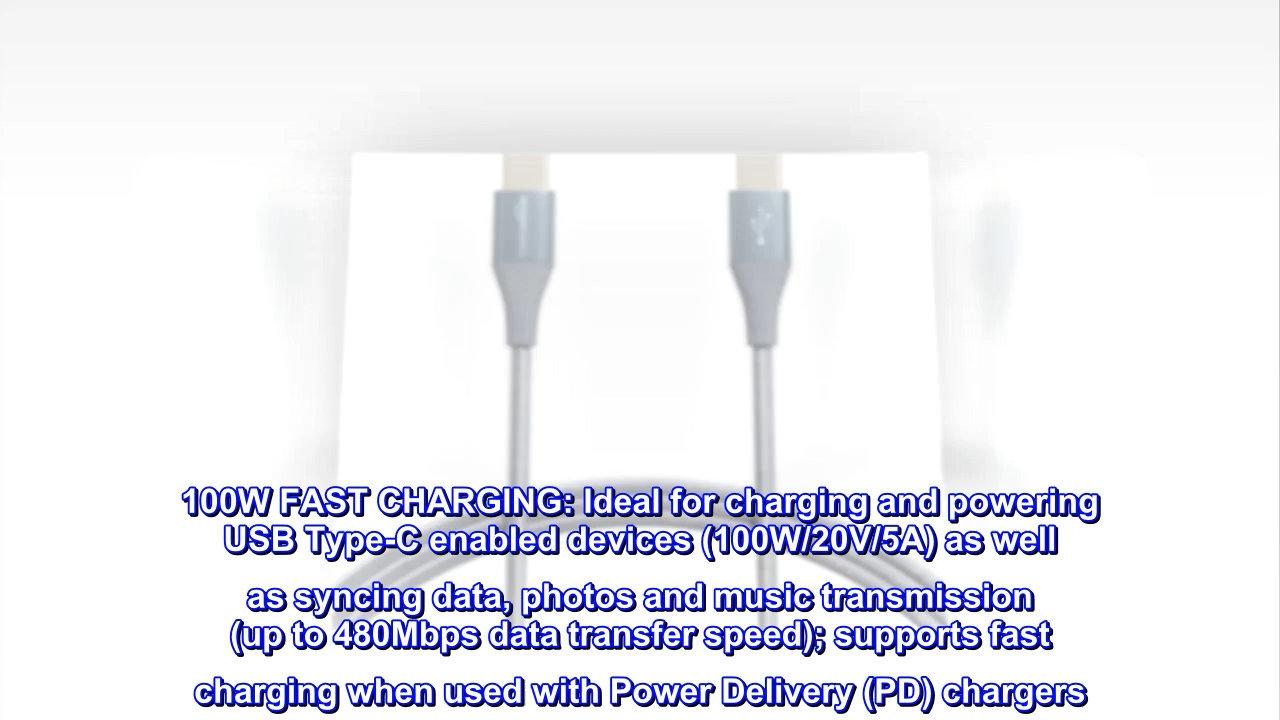 100W FAST CHARGING: Ideal for charging and powering
USB Type-C enabled devices (100W/20V/5A) as well
as syncing data, photos and music transmission
(up to 480Mbps data transfer speed); supports fast
charging when used with Power Delivery (PD) chargers